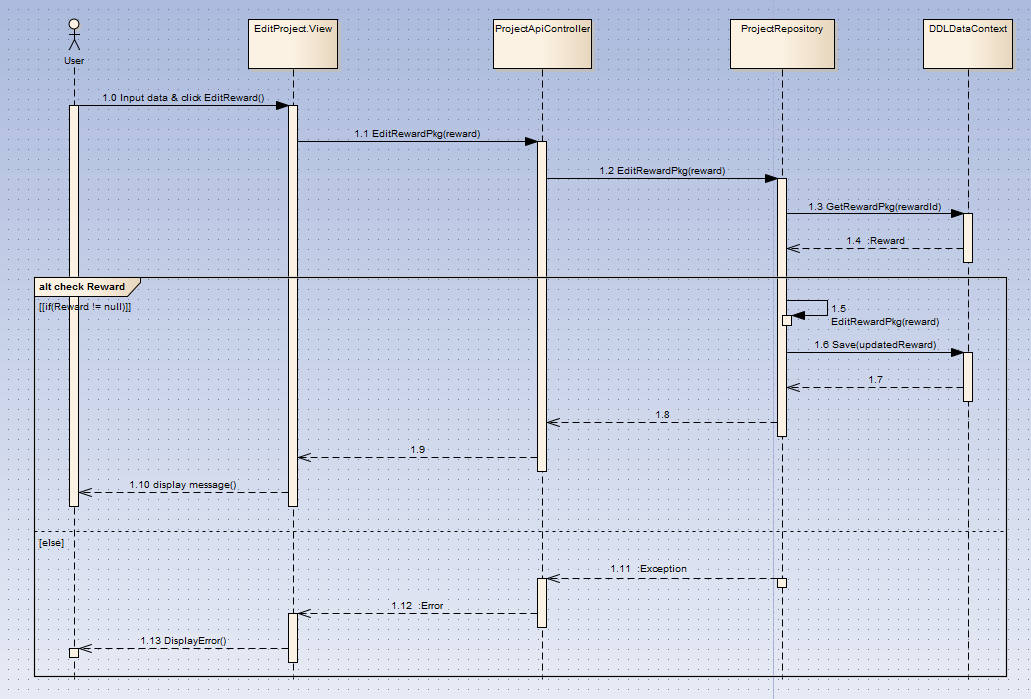 EditProject.View
ProjectApiController
ProjectRepository
DDLDataContext
User
1.0 Input data & click EditReward()
1.1 EditRewardPkg(reward)
1.2 EditRewardPkg(reward)
1.3 GetRewardPkg(rewardId)
1.4 :Reward
alt check Reward
[[if(Reward != null)]]
1.5
EditRewardPkg(reward)
1.6 Save(updatedReward)
1.7
1.8
1.9
1.10 display message()
[else]
1.11 :Exception
1.12 :Error
1.13 DisplayError()